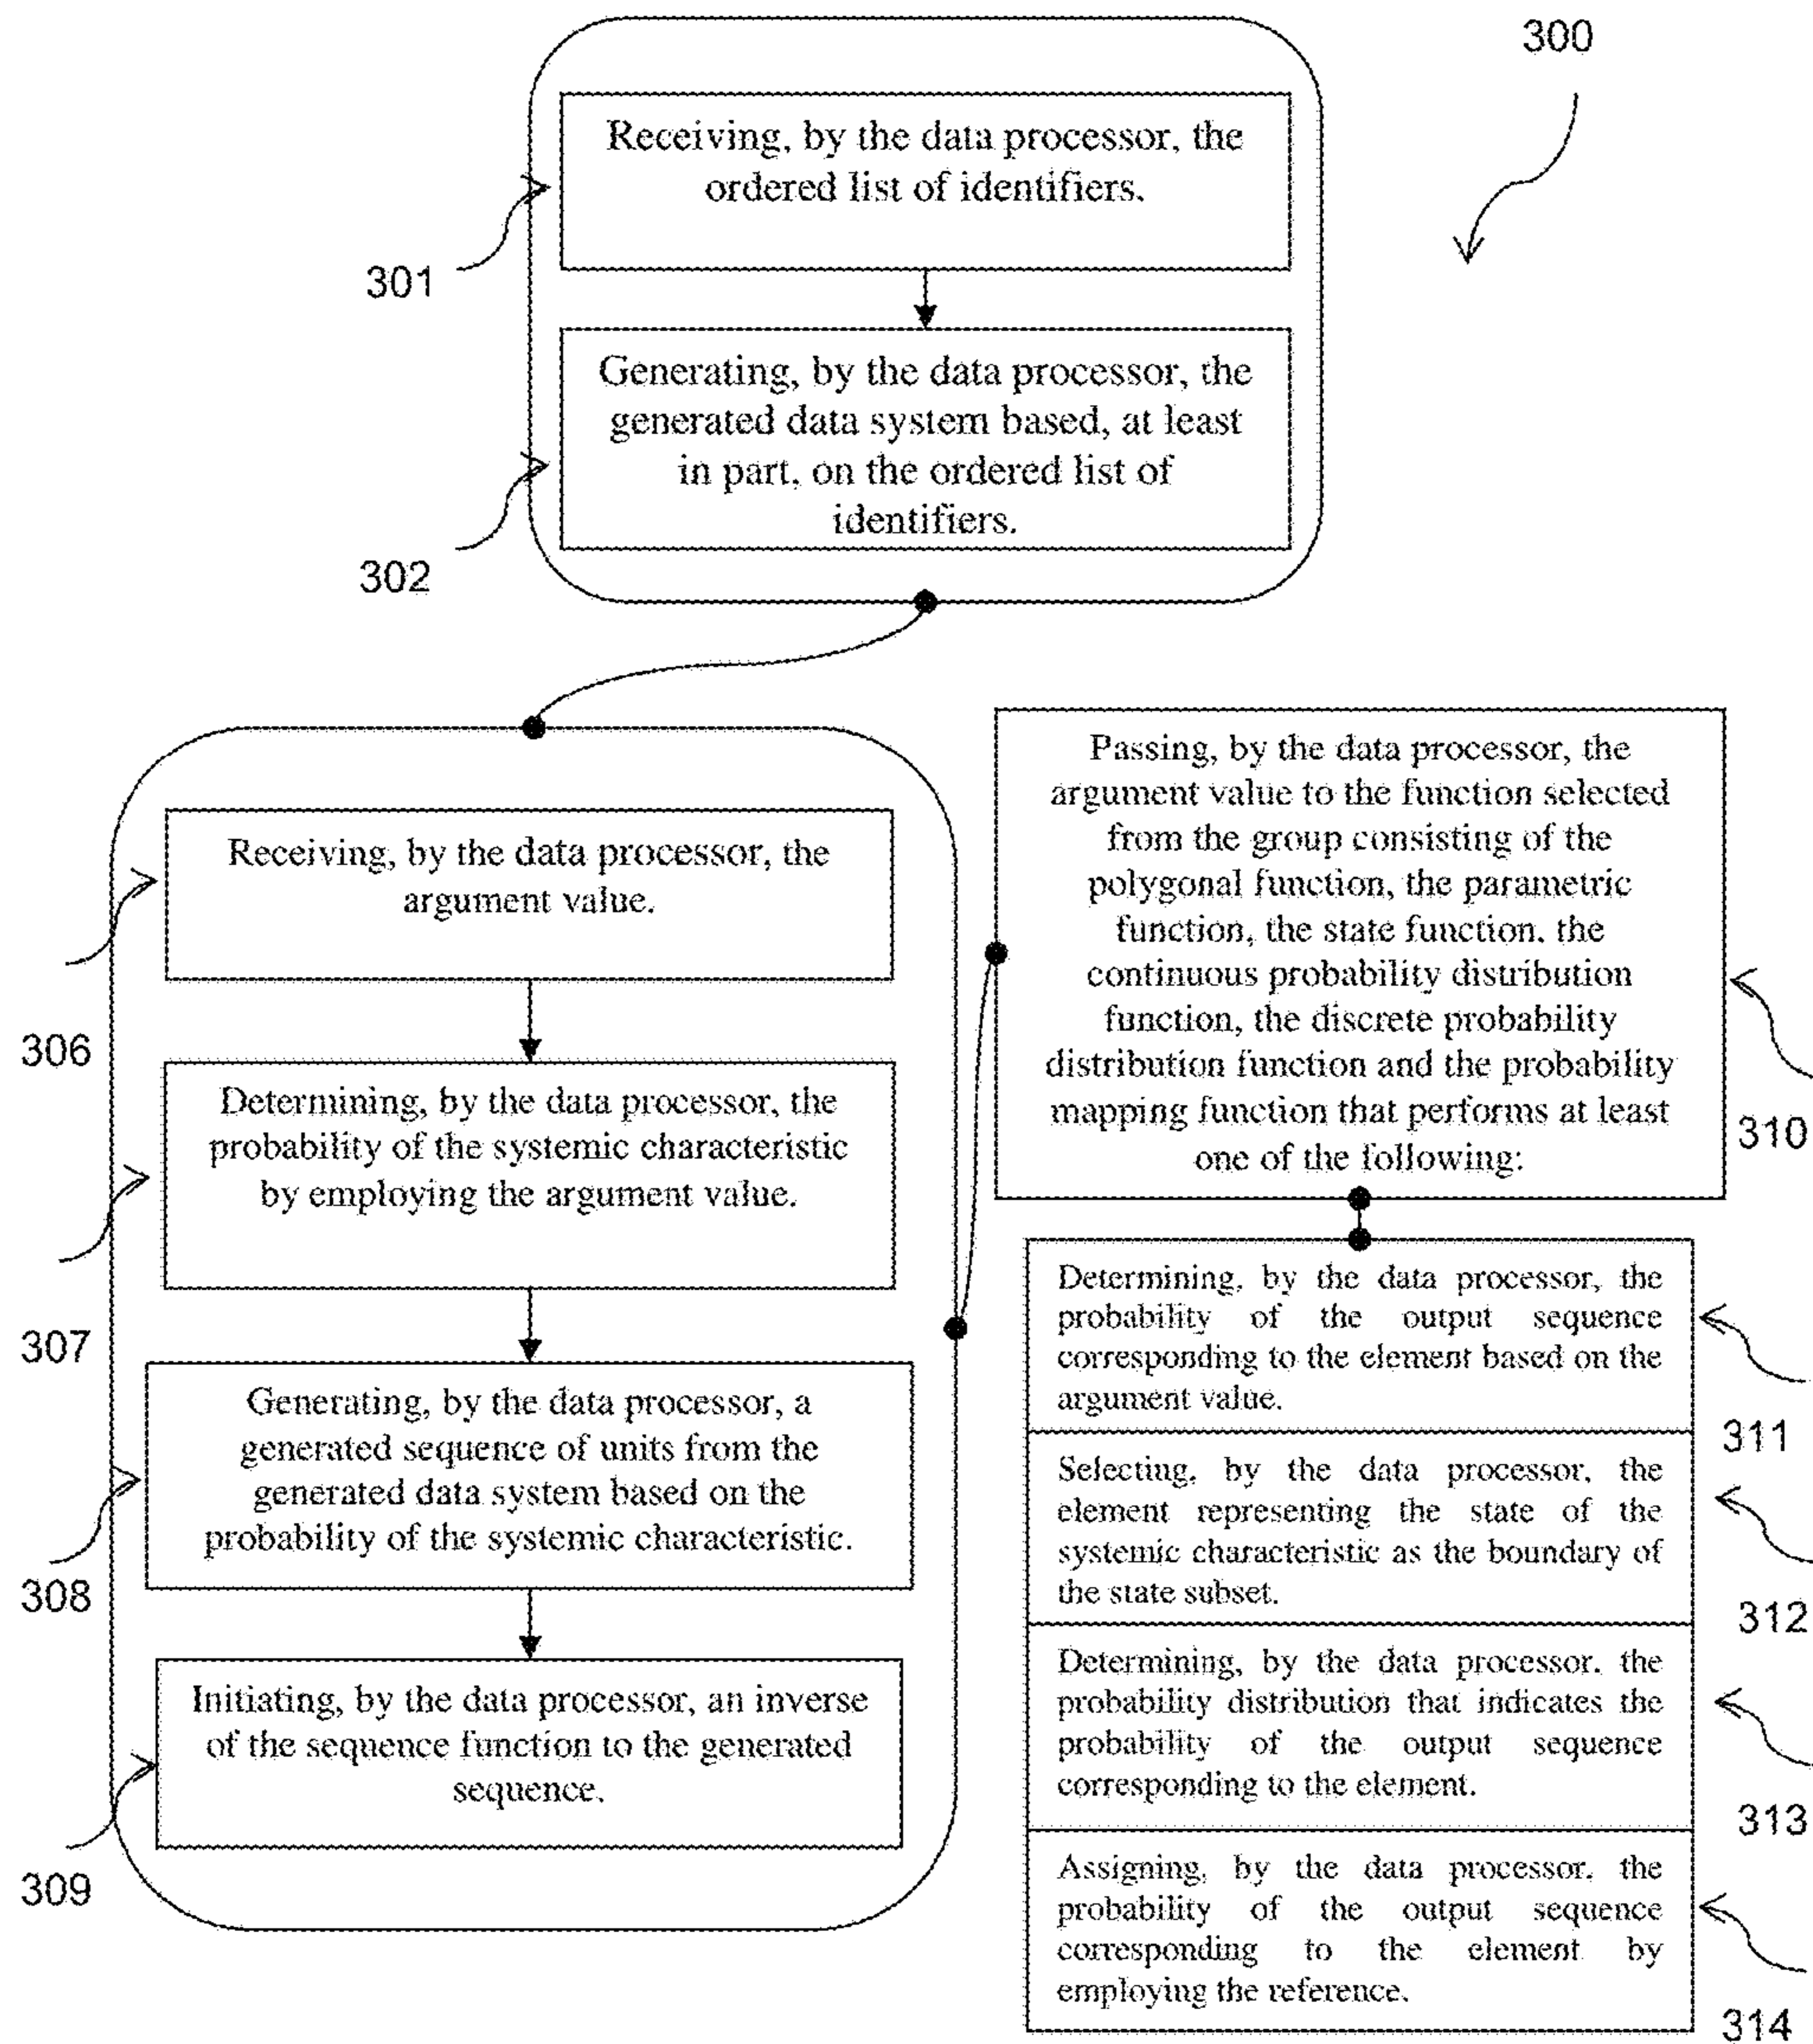 300
Receiving, by the data processor, the
ordered list of identifiers.
301
Generating, by the data processor, the
generated data system based, at least
in part, on the ordered list of
identifiers.
302
Receiving, by the data processor, the
argument value.
306
Determining, by the data processor, the
probability of the systemic characteristic
by employing the argument value.
307
Generating, by the data processor, a
generated sequence of units from the
generated data system based on the
probability of the systemic characteristic.
308
Initiating, by the data processor, an inverse
of the sequence function to the generated
sequence.
309
Passing, by the data processor, the
argument value to the function selected
from the group consisting of the
polygonal function, the parametric
function, the state function, the
continuous probability distribution
function, the discrete probability
distribution function and the probability
mapping function that performs at least
one of the following:
310
Determining, by the data processor, the
probability of the output sequence
corresponding to the element based on the
argument value.
311
Selecting, by the data processor, the
element representing the state of the
systemic characteristic as the boundary of
the state subset.
312
Determining, by the data processor, the
probability distribution that indicates the
probability of the output sequence
corresponding to the element.
313
Assigning, by the data processor, the
probability of the output sequence
corresponding to the element by
employing the reference.
314